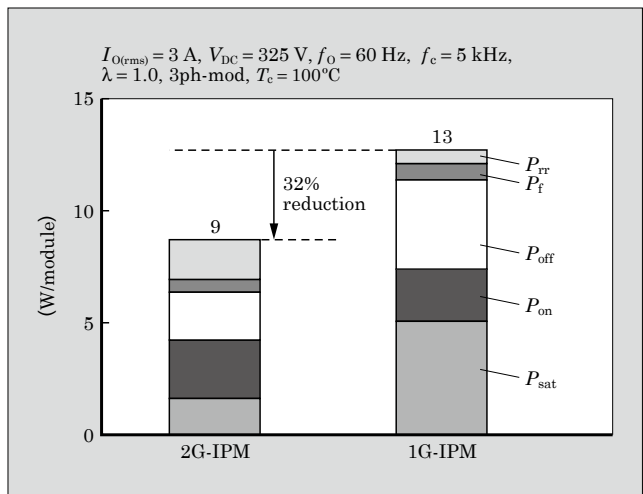 I_O(rms) = 3 A, V_DC = 325 V, f_O = 60 Hz, f_c = 5 kHz,
λ = 1.0, 3ph-mod, T_c = 100°C
15
10
5
0
(W/module)
9
32%
reduction
13
P_rr
P_f
P_off
P_on
P_sat
2G-IPM
1G-IPM